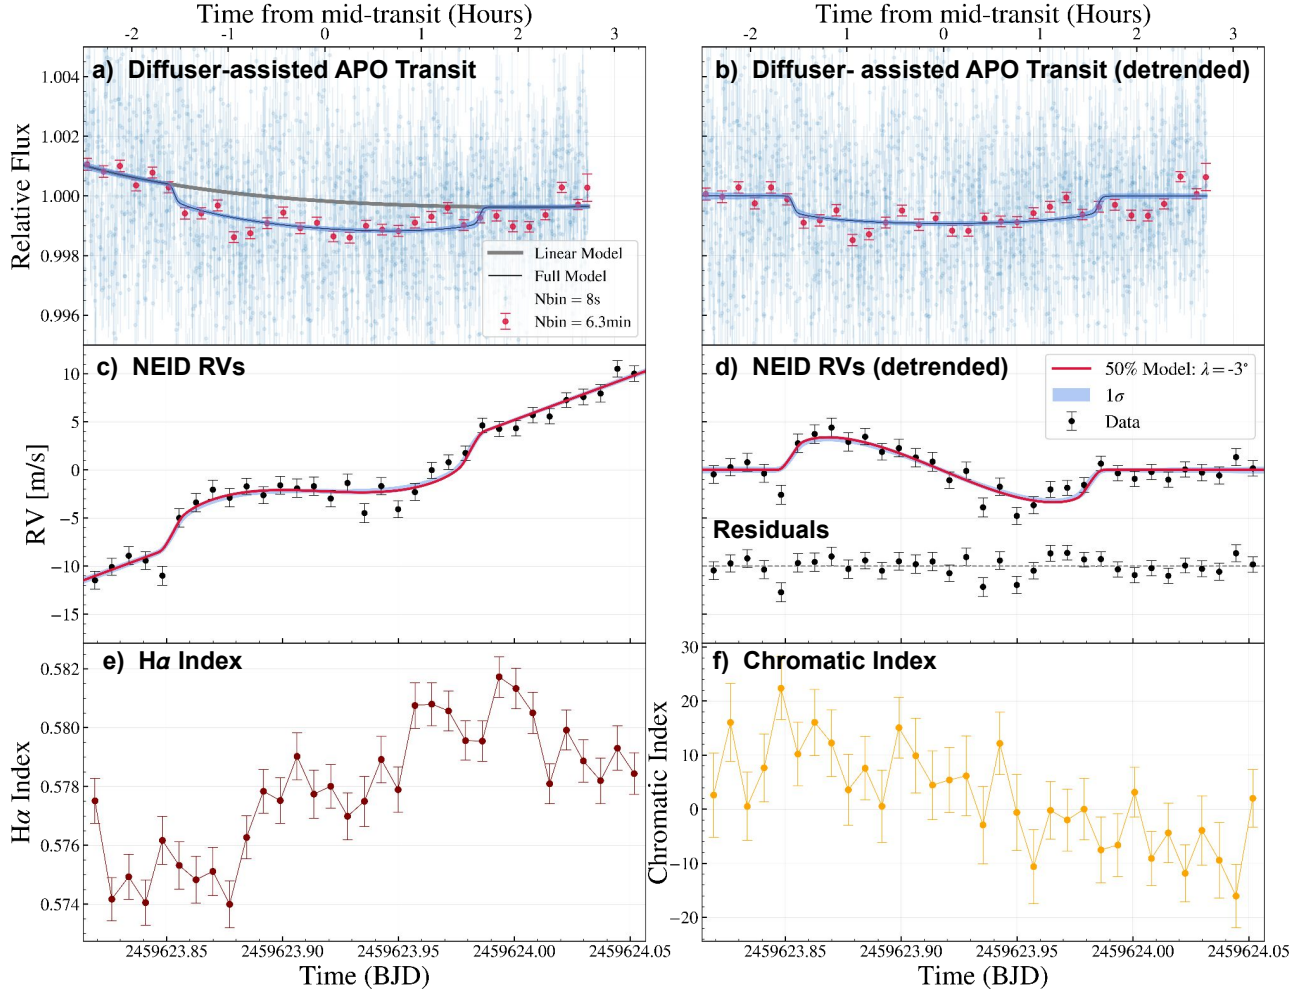 Time from mid-transit (Hours)
Time from mid-transit (Hours)
-2 -1 0 1 2 3
-2 -1 0 1 2 3
a) Diffuser-assisted APO Transit
b) Diffuser- assisted APO Transit (detrended)
Relative Flux
1.004
1.002
1.000
0.998
0.996
Linear Model
Full Model
Nbin = 8s
Nbin = 6.3min
c) NEID RVs
d) NEID RVs (detrended)
RV [m/s]
10
5
0
−5
−10
−15
50% Model: λ = -3°
1σ
Data
Residuals
e) Hα Index
f) Chromatic Index
Hα Index
0.582
0.580
0.578
0.576
0.574
Chromatic Index
30
20
10
0
−10
−20
2459623.85 2459623.90 2459623.95 2459624.00 2459624.05
2459623.85 2459623.90 2459623.95 2459624.00 2459624.05
Time (BJD)
Time (BJD)